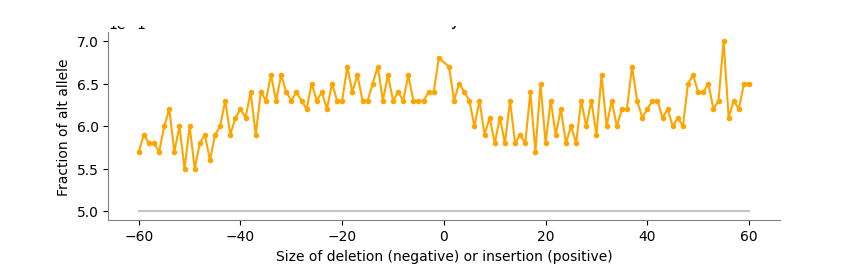 7.0
6.5
6.0
5.5
5.0
Fraction of alt allele
−60 −40 −20 0 20 40 60
Size of deletion (negative) or insertion (positive)